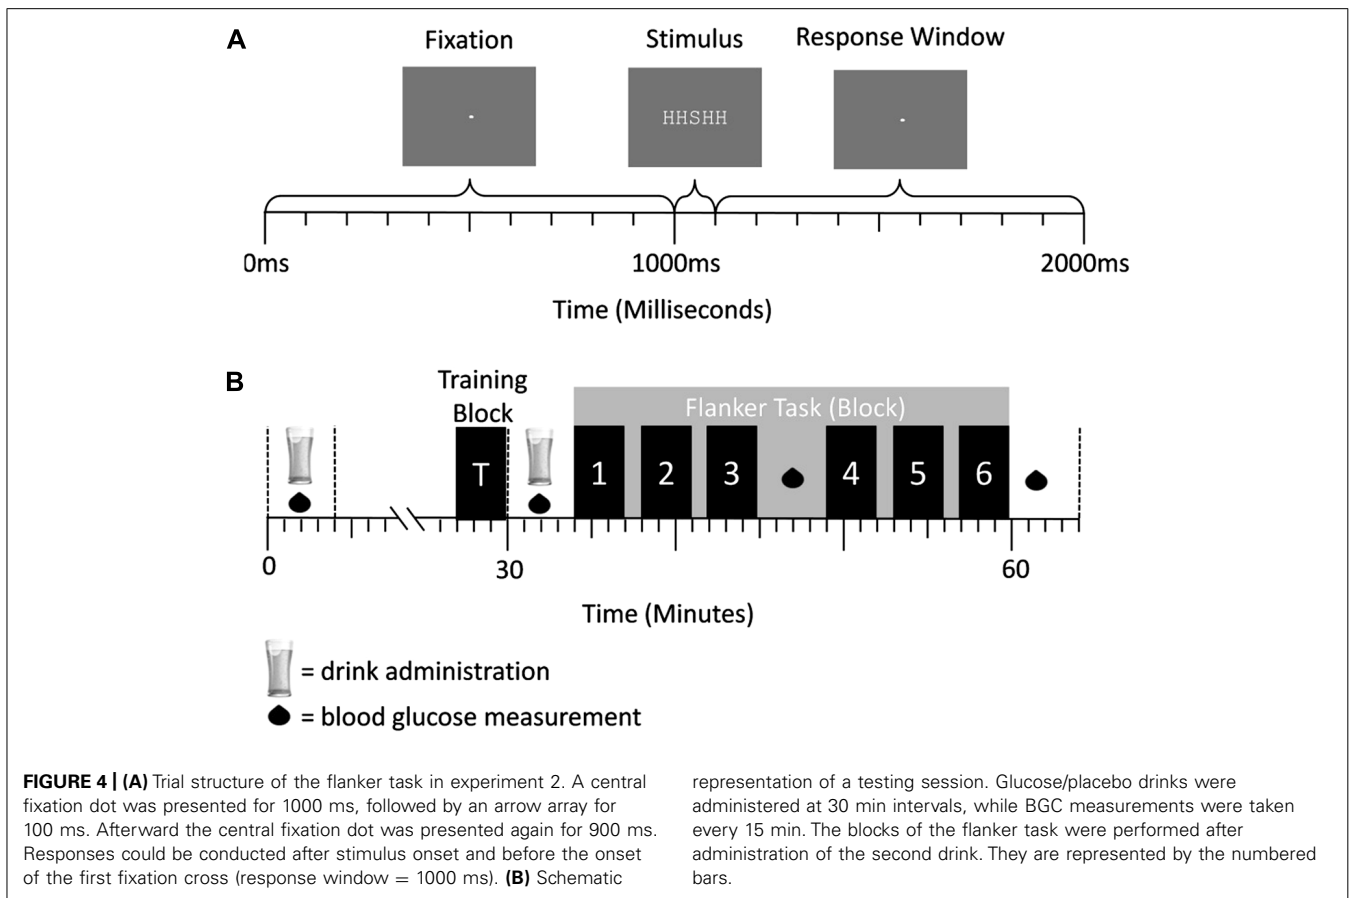 A
Fixation
Stimulus
Response Window
HHSHH
0ms
1000ms
2000ms
Time (Milliseconds)
B
Training
Block
Flanker Task (Block)
T
1
2
3
4
5
6
0
30
60
Time (Minutes)
= drink administration
= blood glucose measurement
FIGURE 4 | (A) Trial structure of the flanker task in experiment 2. A central
fixation dot was presented for 1000 ms, followed by an arrow array for
100 ms. Afterward the central fixation dot was presented again for 900 ms.
Responses could be conducted after stimulus onset and before the onset
of the first fixation cross (response window = 1000 ms). (B) Schematic
representation of a testing session. Glucose/placebo drinks were
administered at 30 min intervals, while BGC measurements were taken
every 15 min. The blocks of the flanker task were performed after
administration of the second drink. They are represented by the numbered
bars.